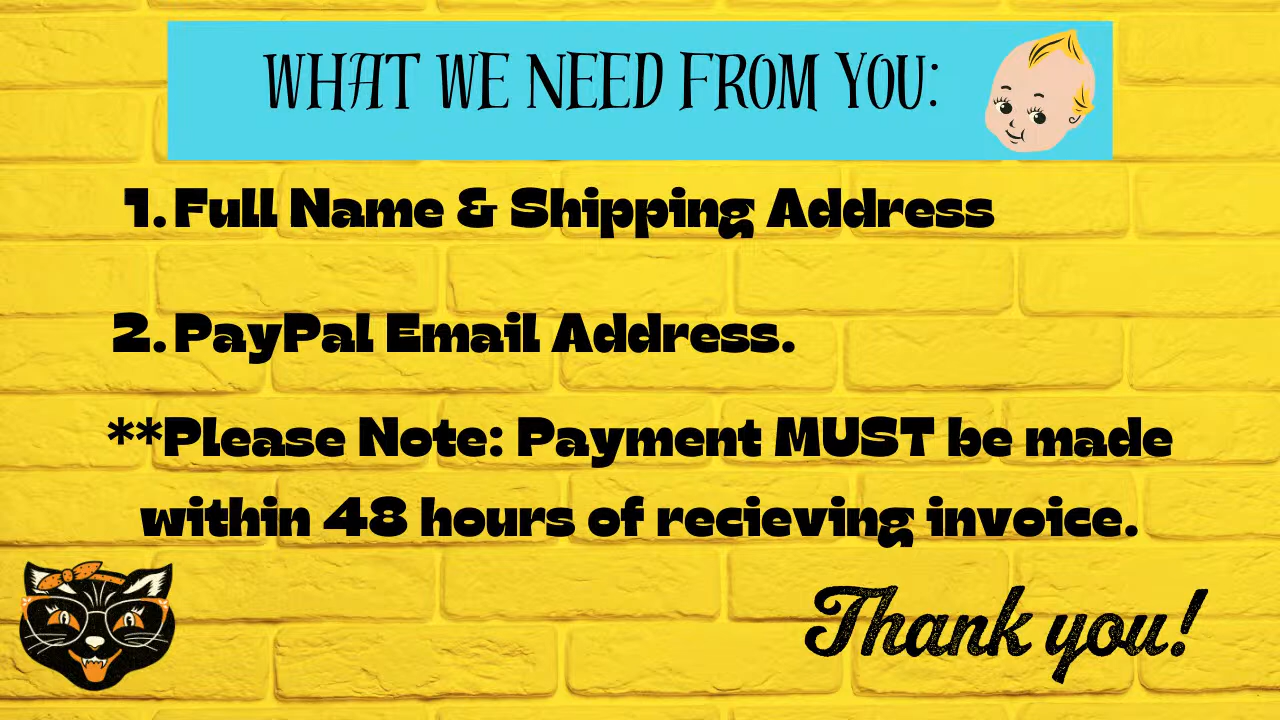 WHAT WE NEED FROM YOU:
1. Full Name & Shipping Address
2. PayPal Email Address.
**Please Note: Payment MUST be made
within 48 hours of recieving invoice.
Thank you!